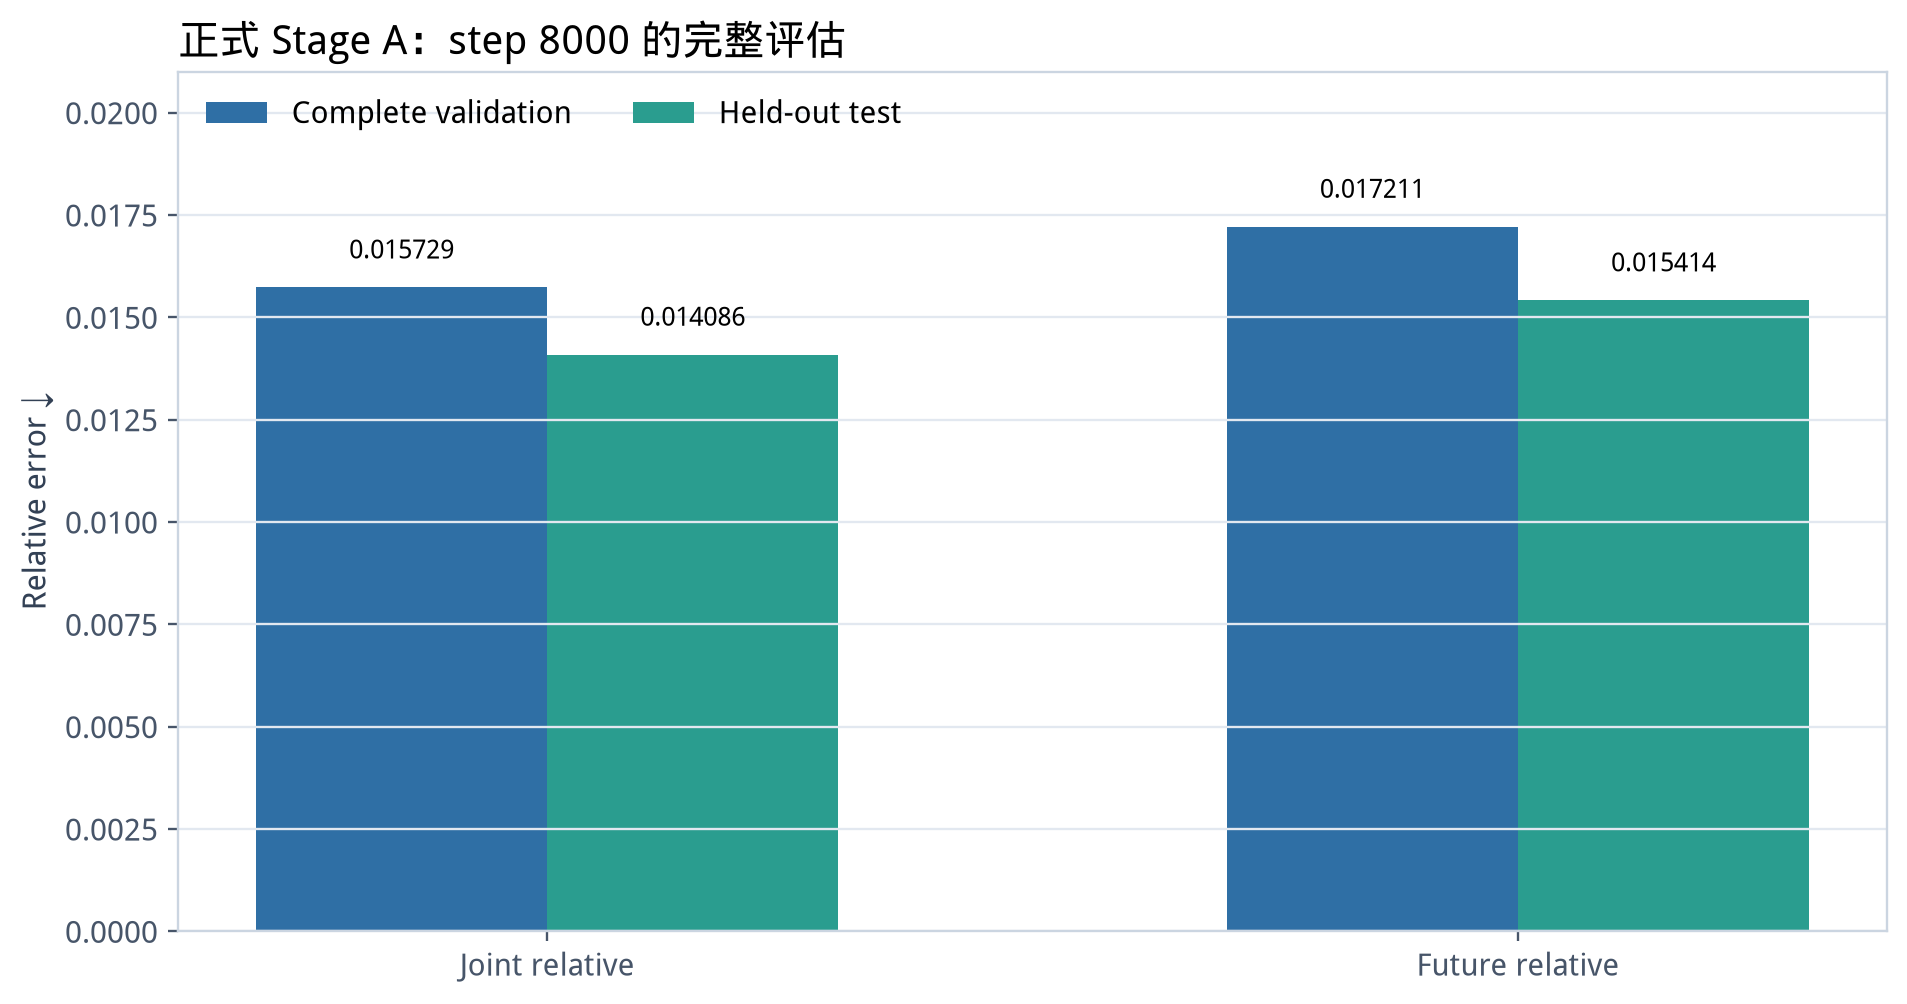 正式 Stage A：step 8000 的完整评估
Complete validation
Held-out test
Relative error ↓
0.0200
0.0175
0.0150
0.0125
0.0100
0.0075
0.0050
0.0025
0.0000
0.015729
0.014086
0.017211
0.015414
Joint relative
Future relative